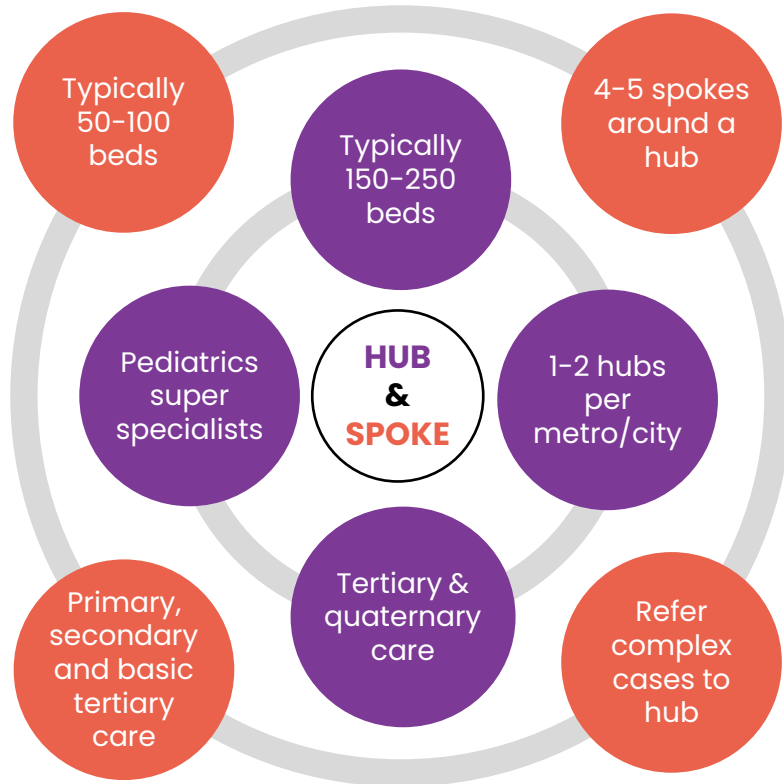 Typically
50-100
beds
4-5 spokes
around a
hub
Typically
150-250
beds
Pediatrics
super
specialists
HUB
&
SPOKE
1-2 hubs
per
metro/city
Tertiary &
quaternary
care
Primary,
secondary
and basic
tertiary
care
Refer
complex
cases to
hub